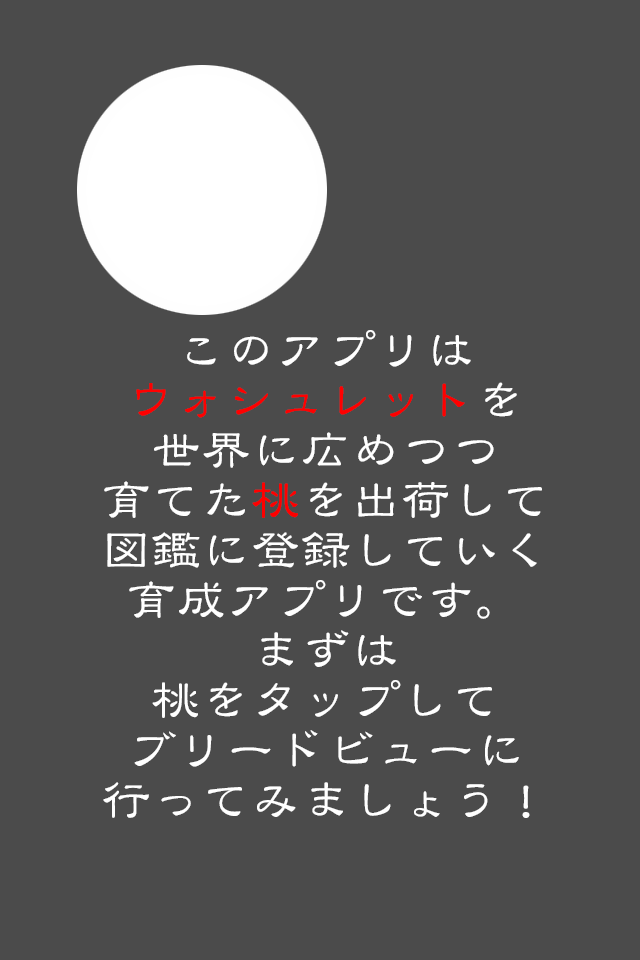 このアプリは
ウォシュレットを
世界に広めつつ
育てた桃を出荷して
図鑑に登録していく
育成アプリです。
まずは
桃をタップして
ブリードビューに
行ってみましょう！